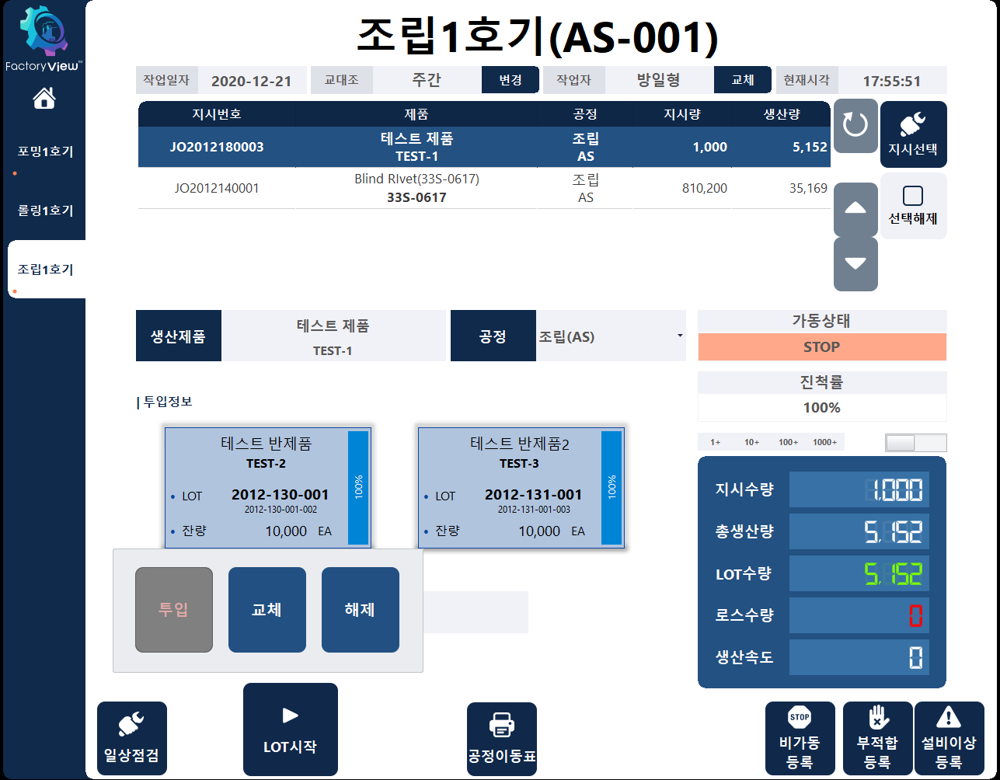 조립1호기(AS-001)
FactoryView™
작업일자 2020-12-21 교대조 주간 변경 작업자 방일형 교체 현재시각 17:55:51
지시번호 제품 공정 지시량 생산량
JO2012180003 테스트 제품 조립 1,000 5,152
TEST-1 AS
JO2012140001 Blind RIvet(33S-0617) 조립 810,200 35,169
33S-0617 AS
지시선택
선택해제
포밍1호기
롤링1호기
조립1호기
생산제품 테스트 제품
TEST-1
공정 조립(AS)
가동상태
STOP
진척률
100%
| 투입정보
1+ 10+ 100+ 1000+
테스트 반제품
TEST-2
• LOT 2012-130-001
2012-130-001-002
• 잔량 10,000 EA
100%
테스트 반제품2
TEST-3
• LOT 2012-131-001
2012-131-001-003
• 잔량 10,000 EA
100%
지시수량 1,000
총생산량 5,152
LOT수량 5,152
로스수량 0
생산속도 0
투입 교체 해제
일상점검
LOT시작
공정이동표
STOP
비가동
등록
부적합
등록
설비이상
등록